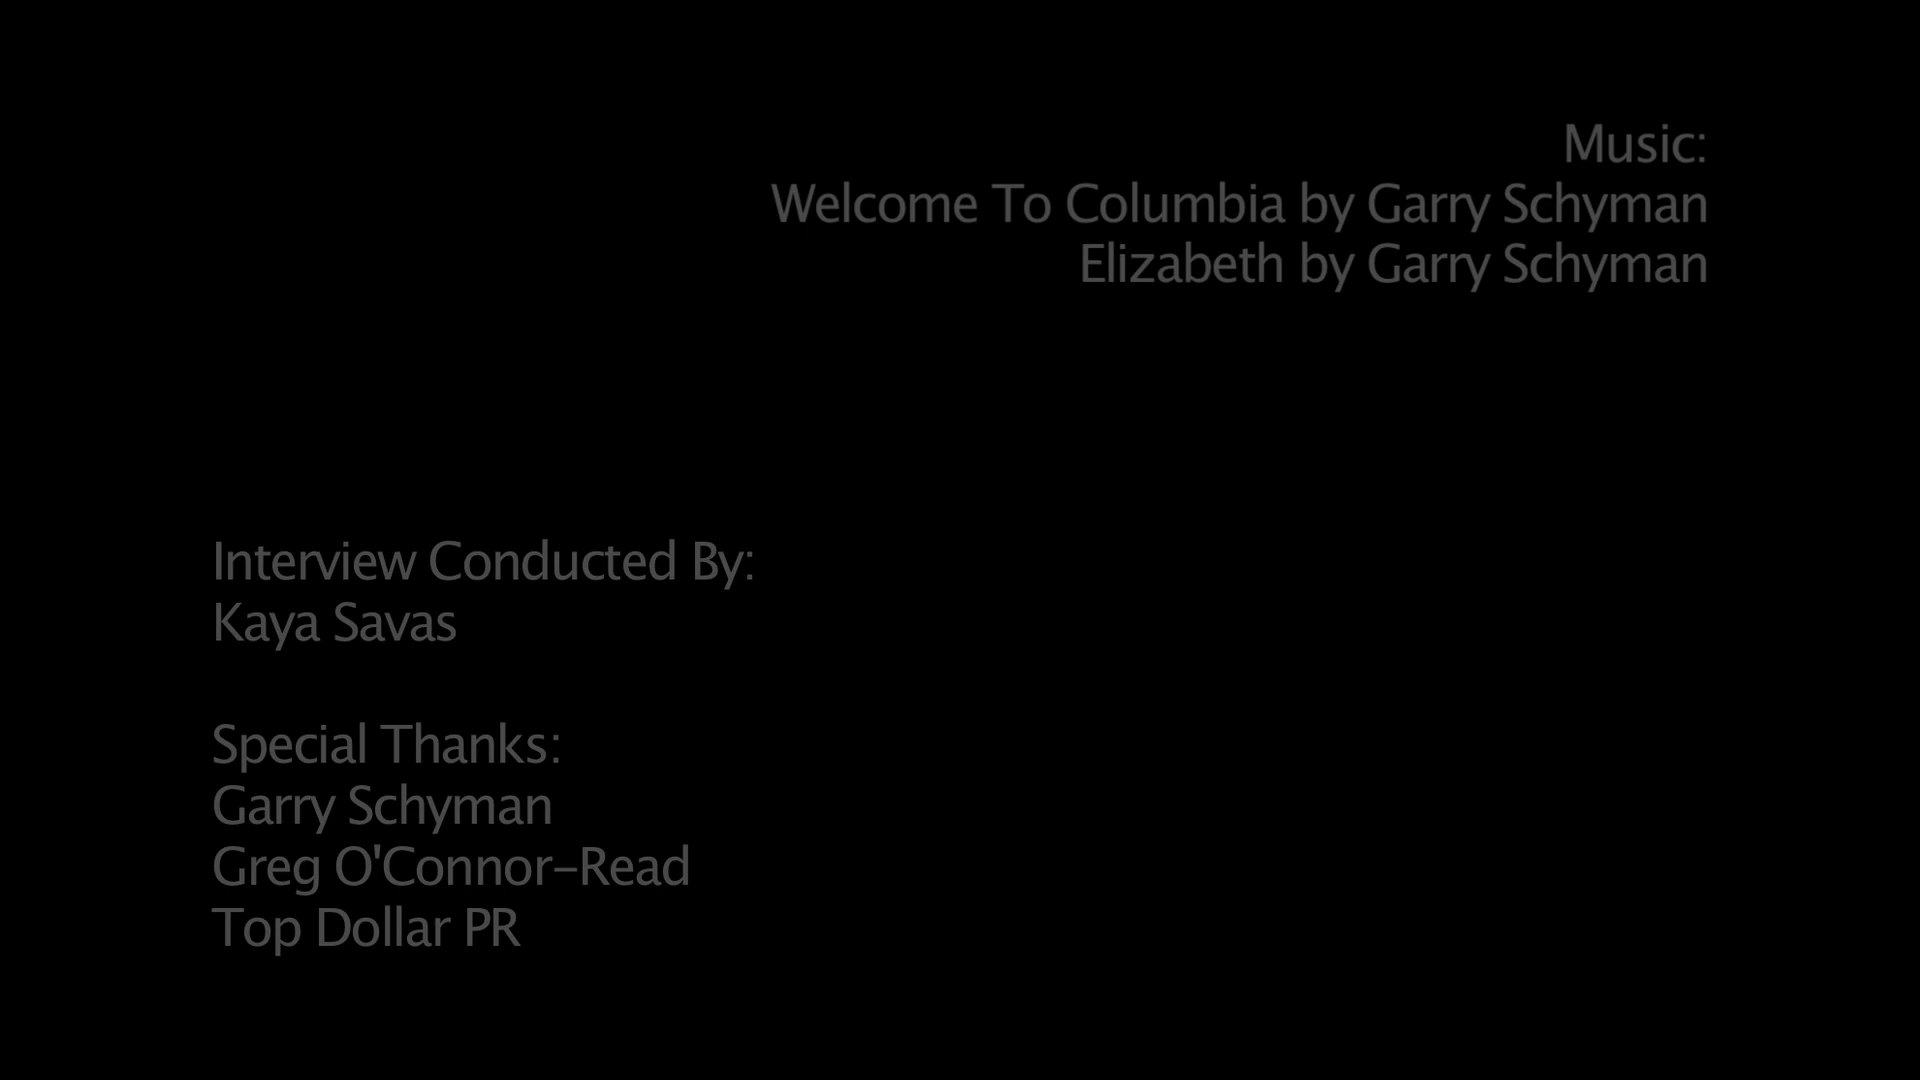 Music:
Welcome To Columbia by Garry Schyman
Elizabeth by Garry Schyman
Interview Conducted By:
Kaya Savas
Special Thanks:
Garry Schyman
Greg O'Connor–Read
Top Dollar PR